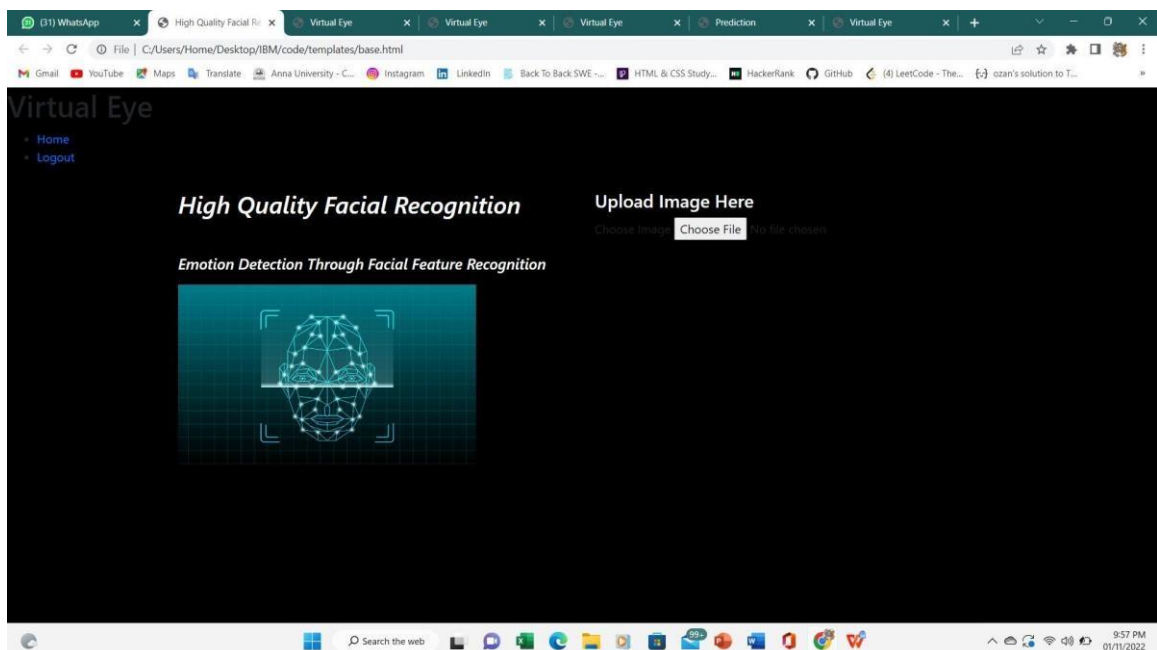 (31) WhatsApp
High Quality Facial Re
Virtual Eye
Virtual Eye
Virtual Eye
Prediction
Virtual Eye
File | C:/Users/Home/Desktop/IBM/code/templates/base.html
Gmail
YouTube
Maps
Translate
Anna University - C...
Instagram
LinkedIn
Back To Back SWE -...
HTML & CSS Study...
HackerRank
GitHub
(4) LeetCode - The...
ozan's solution to T...
»
Virtual Eye
Home
Logout
High Quality Facial Recognition
Emotion Detection Through Facial Feature Recognition
Upload Image Here
Choose Image Choose File No file chosen
Search the web
99+
9:57 PM
01/11/2022